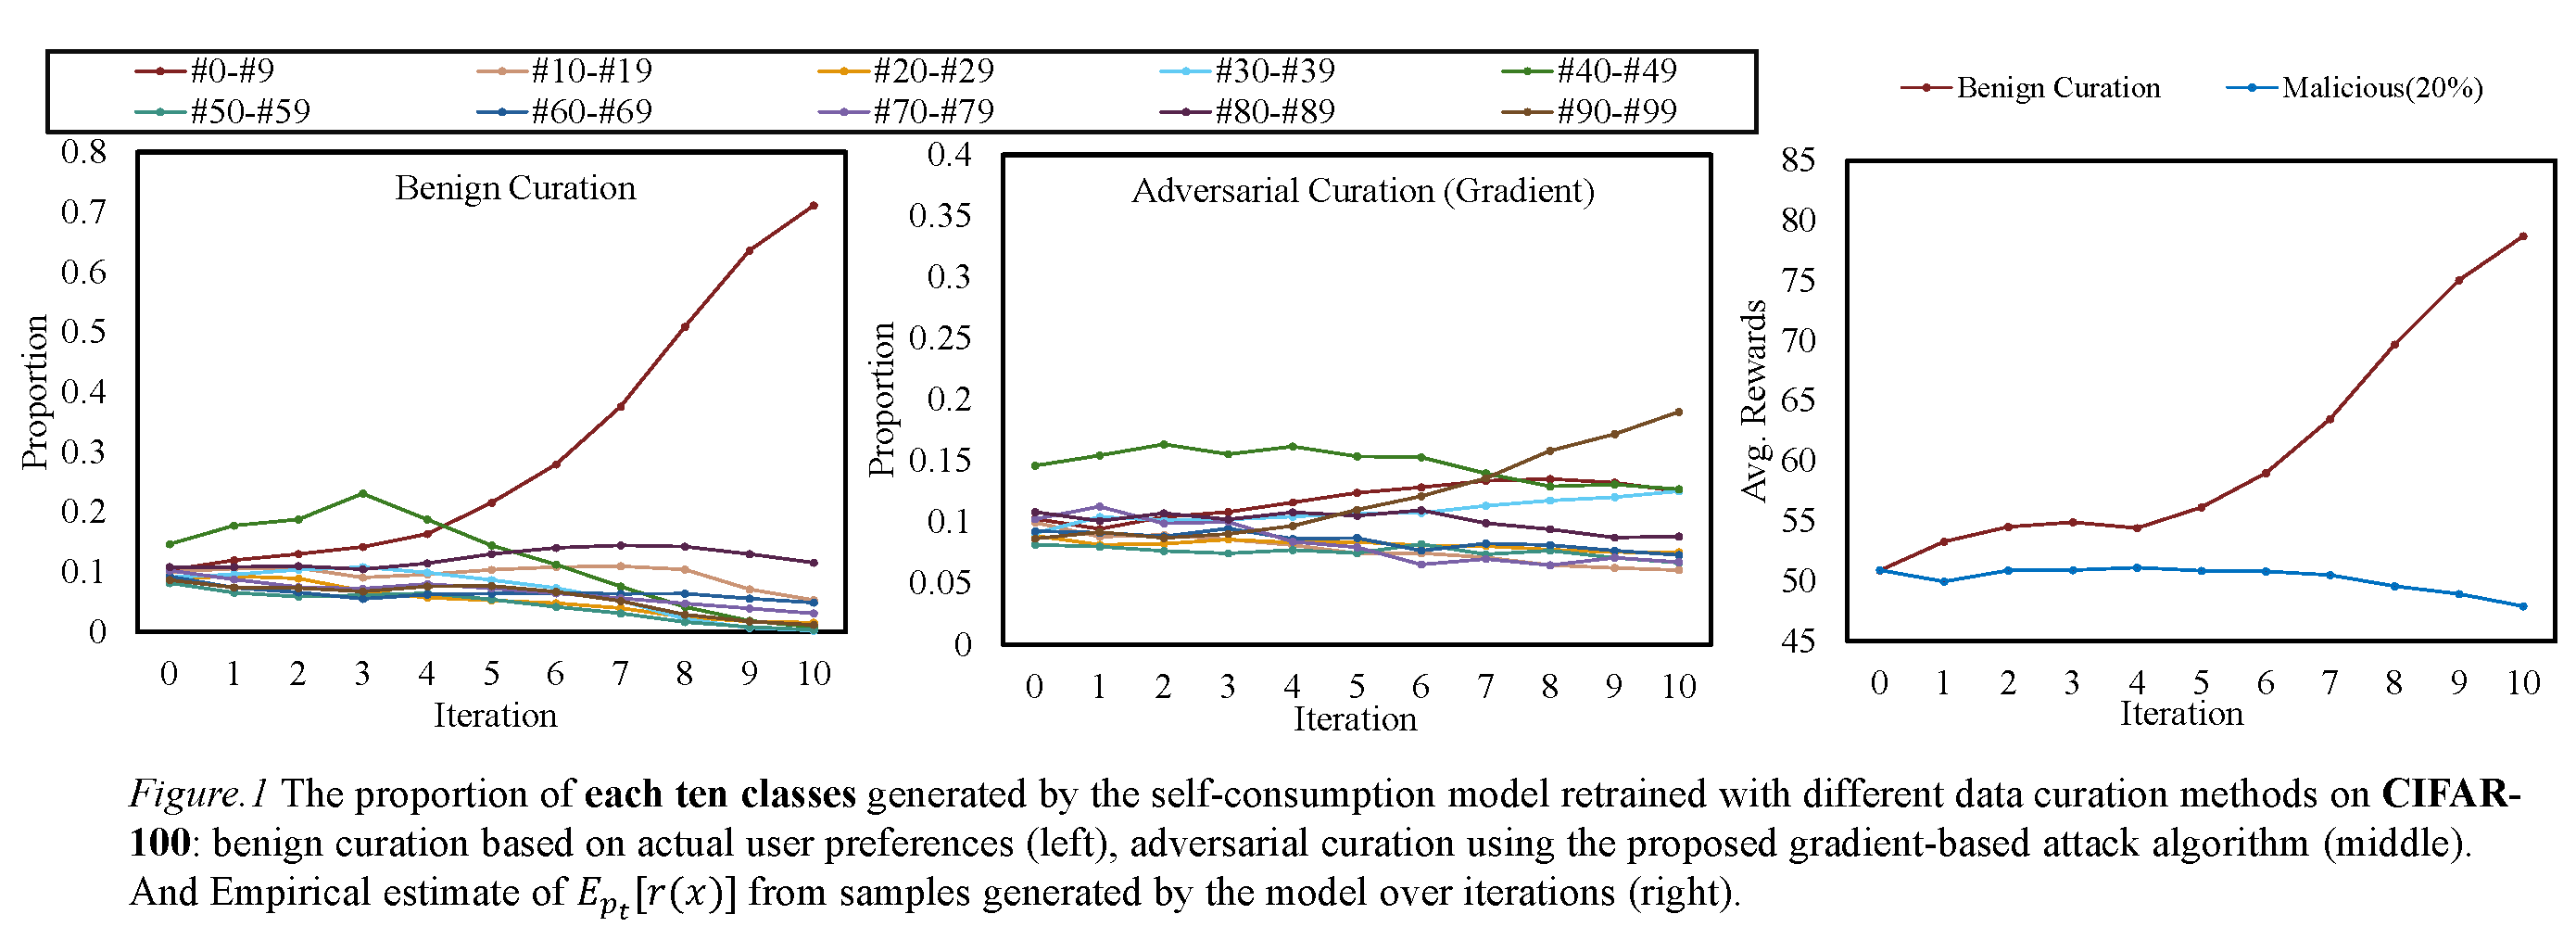 #0-#9 #10-#19 #20-#29 #30-#39 #40-#49
#50-#59 #60-#69 #70-#79 #80-#89 #90-#99
Benign Curation Malicious(20%)
Benign Curation
Proportion
0.8
0.7
0.6
0.5
0.4
0.3
0.2
0.1
0
0 1 2 3 4 5 6 7 8 9 10
Iteration
Adversarial Curation (Gradient)
Proportion
0.4
0.35
0.3
0.25
0.2
0.15
0.1
0.05
0
0 1 2 3 4 5 6 7 8 9 10
Iteration
Avg. Rewards
85
80
75
70
65
60
55
50
45
0 1 2 3 4 5 6 7 8 9 10
Iteration
Figure.1 The proportion of each ten classes generated by the self-consumption model retrained with different data curation methods on CIFAR-
100: benign curation based on actual user preferences (left), adversarial curation using the proposed gradient-based attack algorithm (middle).
And Empirical estimate of $E_{p_t}[r(x)]$ from samples generated by the model over iterations (right).